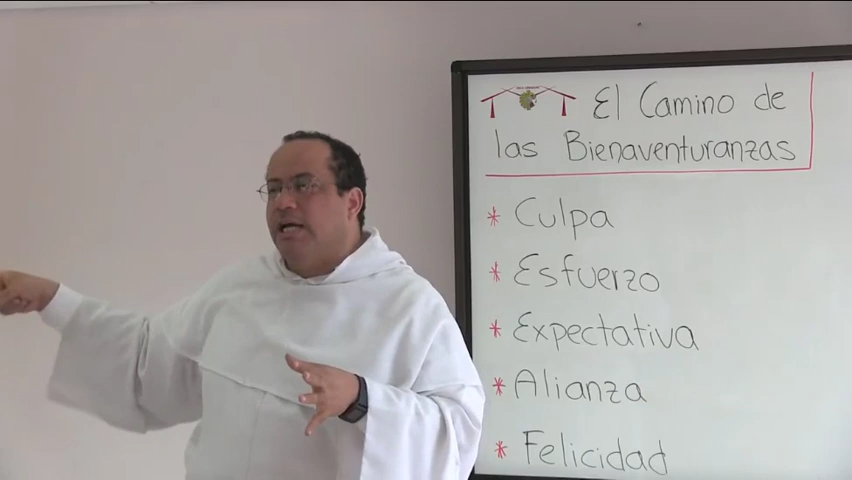 El Camino de
las Bienaventuranzas
* Culpa
* Esfuerzo
* Expectativa
* Alianza
* Felicidad